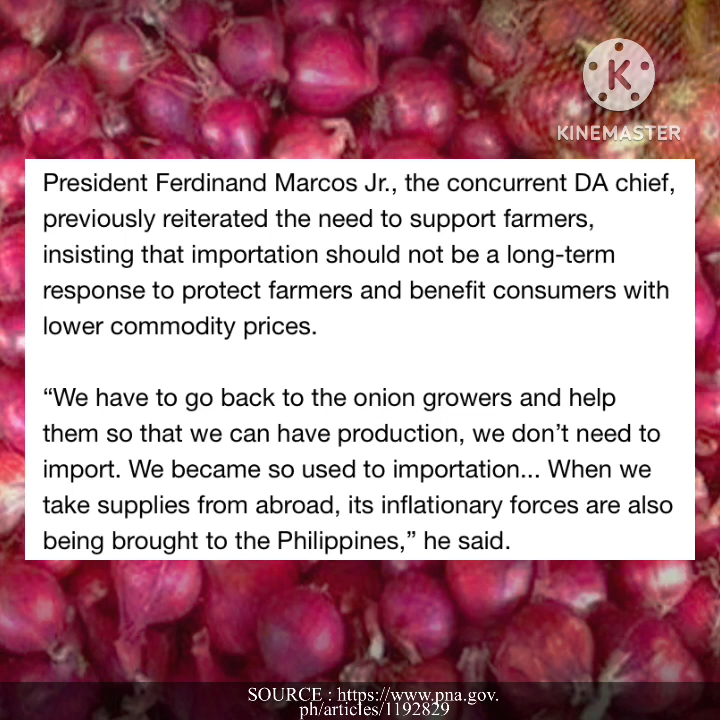 K
KINEMASTER
President Ferdinand Marcos Jr., the concurrent DA chief,
previously reiterated the need to support farmers,
insisting that importation should not be a long-term
response to protect farmers and benefit consumers with
lower commodity prices.
“We have to go back to the onion growers and help
them so that we can have production, we don’t need to
import. We became so used to importation... When we
take supplies from abroad, its inflationary forces are also
being brought to the Philippines,” he said.
SOURCE : https://www.pna.gov.
ph/articles/1192829